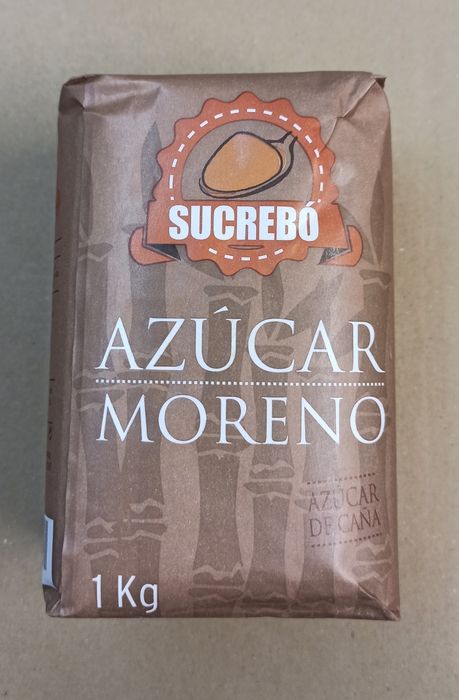 SUCREBÓ
AZÚCAR
MORENO
AZÚCAR
DE CAÑA
1 Kg